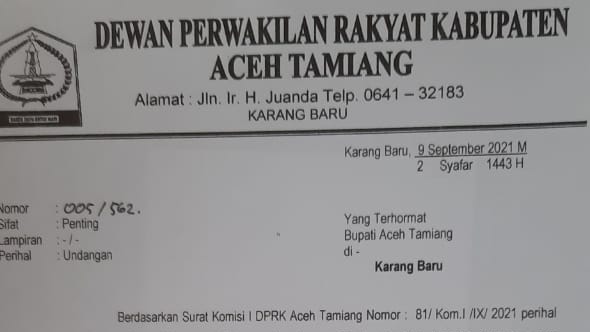 DEWAN PERWAKILAN RAKYAT KABUPATEN
ACEH TAMIANG
Alamat : Jln. Ir. H. Juanda Telp. 0641 – 32183
KARANG BARU
Karang Baru, 9 September 2021 M
2 Syafar 1443 H
Nomor : 005/562.
Sifat : Penting
Lampiran : -/-
Perihal : Undangan
Yang Terhormat
Bupati Aceh Tamiang
di -
Karang Baru
Berdasarkan Surat Komisi I DPRK Aceh Tamiang Nomor : 81/ Kom.I /IX/ 2021 perihal